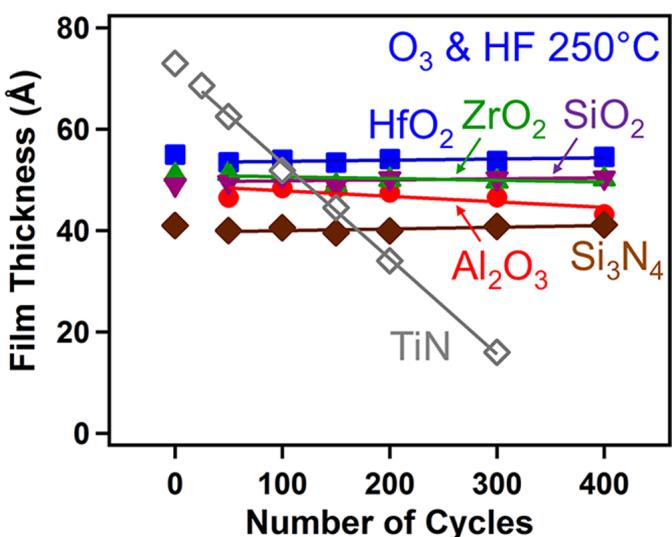 O₃ & HF 250°C
HfO₂
ZrO₂
SiO₂
Al₂O₃
Si₃N₄
TiN
Film Thickness (Å)
80
60
40
20
0
0 100 200 300 400
Number of Cycles